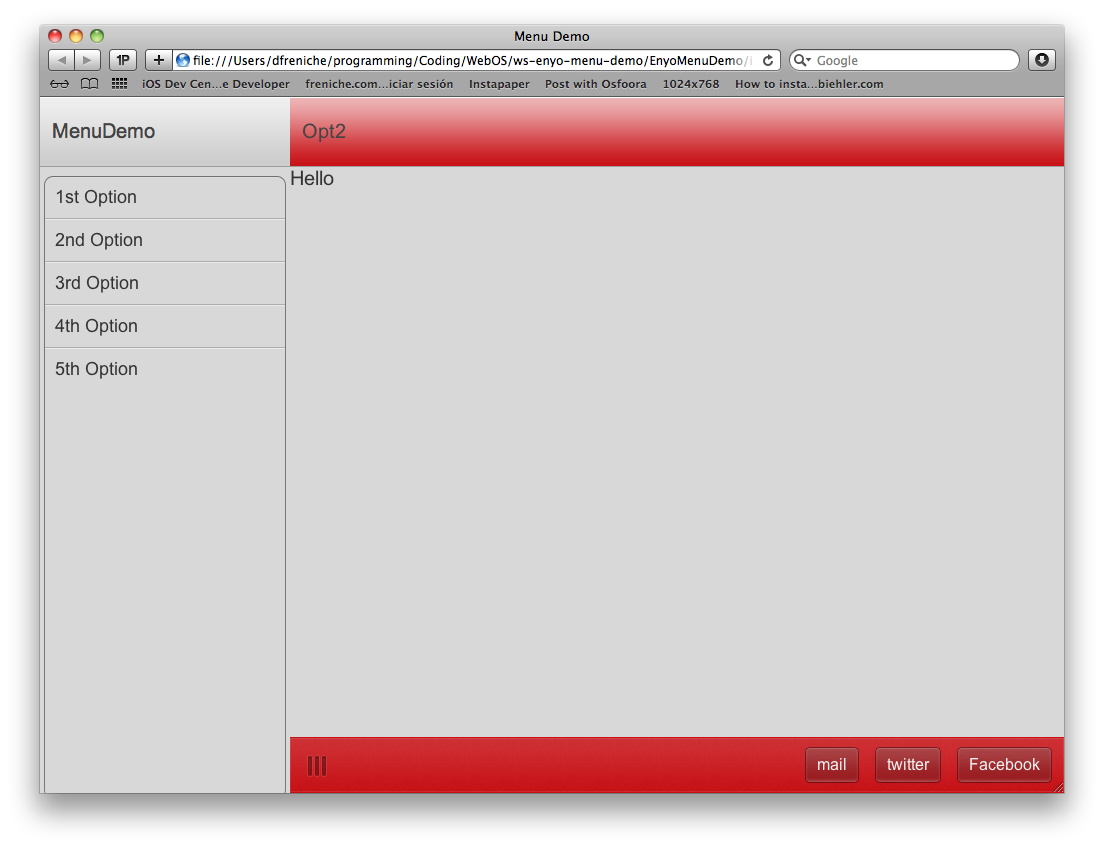 Menu Demo
1P + file:///Users/dfreniche/programming/Coding/WebOS/ws-enyo-menu-demo/EnyoMenuDemo/i Google
iOS Dev Cen...e Developer freniche.com...iciar sesión Instapaper Post with Osfoora 1024x768 How to insta...biehler.com
MenuDemo Opt2
Hello
1st Option
2nd Option
3rd Option
4th Option
5th Option
mail twitter Facebook